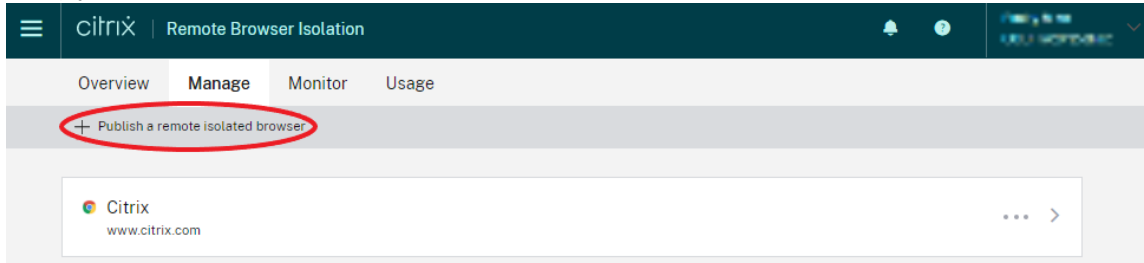 citrix | Remote Browser Isolation
Overview Manage Monitor Usage
+ Publish a remote isolated browser
Citrix
www.citrix.com